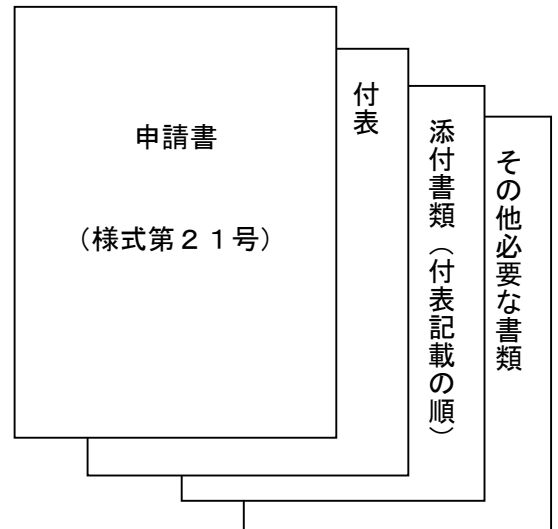 申請書
（様式第２１号）
付表
添付書類（付表記載の順）
その他必要な書類